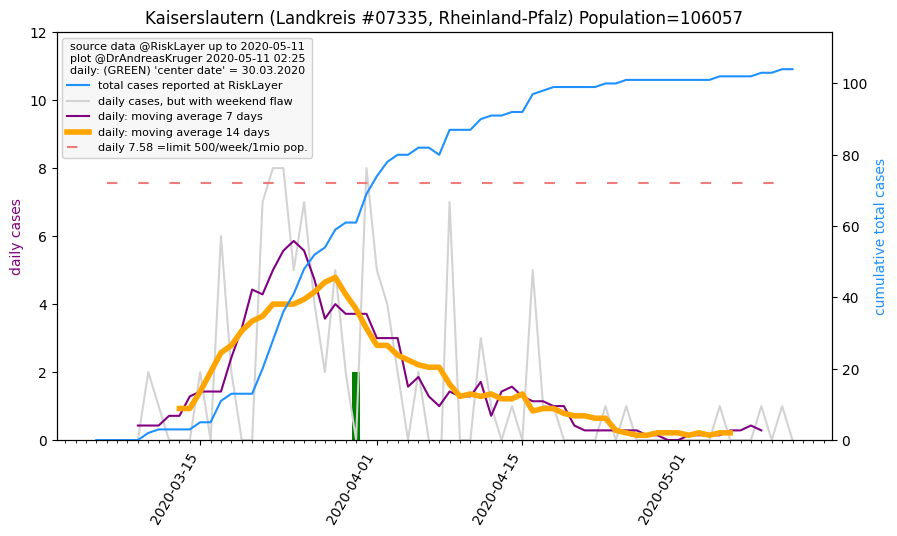 Kaiserslautern (Landkreis #07335, Rheinland-Pfalz) Population=106057
source data @RiskLayer up to 2020-05-11
plot @DrAndreasKruger 2020-05-11 02:25
daily: (GREEN) 'center date' = 30.03.2020
total cases reported at RiskLayer
daily cases, but with weekend flaw
daily: moving average 7 days
daily: moving average 14 days
daily 7.58 =limit 500/week/1mio pop.
daily cases
12
10
8
6
4
2
0
cumulative total cases
100
80
60
40
20
0
2020-03-15
2020-04-01
2020-04-15
2020-05-01